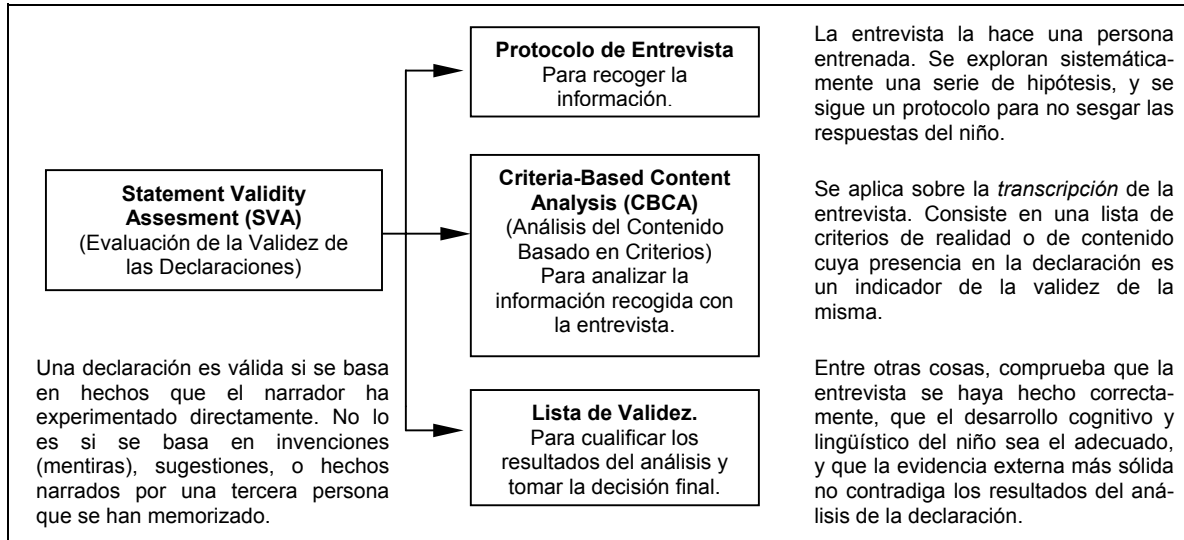 Protocolo de Entrevista
Para recoger la
información.
La entrevista la hace una persona
entrenada. Se exploran sistemática-
mente una serie de hipótesis, y se
sigue un protocolo para no sesgar las
respuestas del niño.
Statement Validity
Assesment (SVA)
(Evaluación de la Validez de
las Declaraciones)
Criteria-Based Content
Analysis (CBCA)
(Análisis del Contenido
Basado en Criterios)
Para analizar la
información recogida con
la entrevista.
Se aplica sobre la transcripción de la
entrevista. Consiste en una lista de
criterios de realidad o de contenido
cuya presencia en la declaración es
un indicador de la validez de la
misma.
Una declaración es válida si se basa
en hechos que el narrador ha
experimentado directamente. No lo
es si se basa en invenciones
(mentiras), sugestiones, o hechos
narrados por una tercera persona
que se han memorizado.
Lista de Validez.
Para cualificar los
resultados del análisis y
tomar la decisión final.
Entre otras cosas, comprueba que la
entrevista se haya hecho correcta-
mente, que el desarrollo cognitivo y
lingüístico del niño sea el adecuado,
y que la evidencia externa más sólida
no contradiga los resultados del aná-
lisis de la declaración.